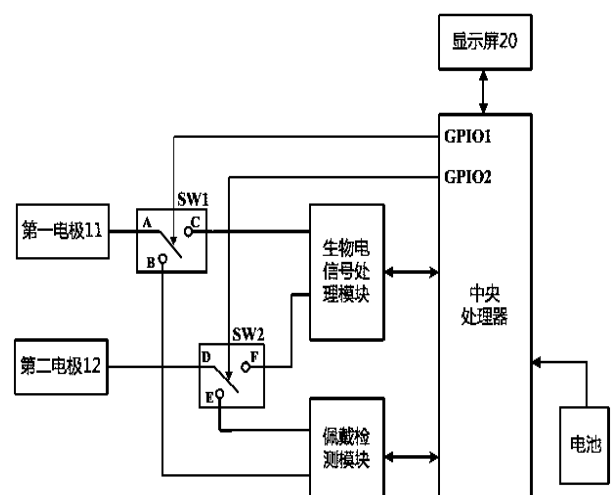 显示屏20
GPIO1
GPIO2
SW1
A
C
B
第一电极11
生物电
信号处
理模块
中央
处理器
SW2
D
F
E
第二电极12
佩戴检
测模块
电池